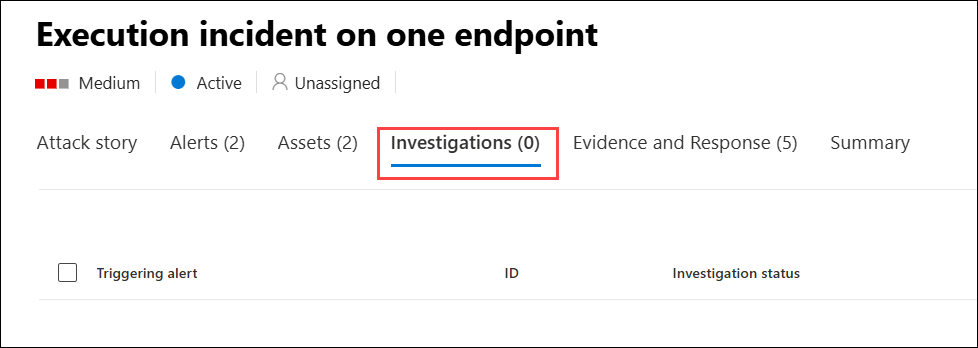 Execution incident on one endpoint
Medium Active Unassigned
Attack story Alerts (2) Assets (2) Investigations (0) Evidence and Response (5) Summary
Triggering alert ID Investigation status